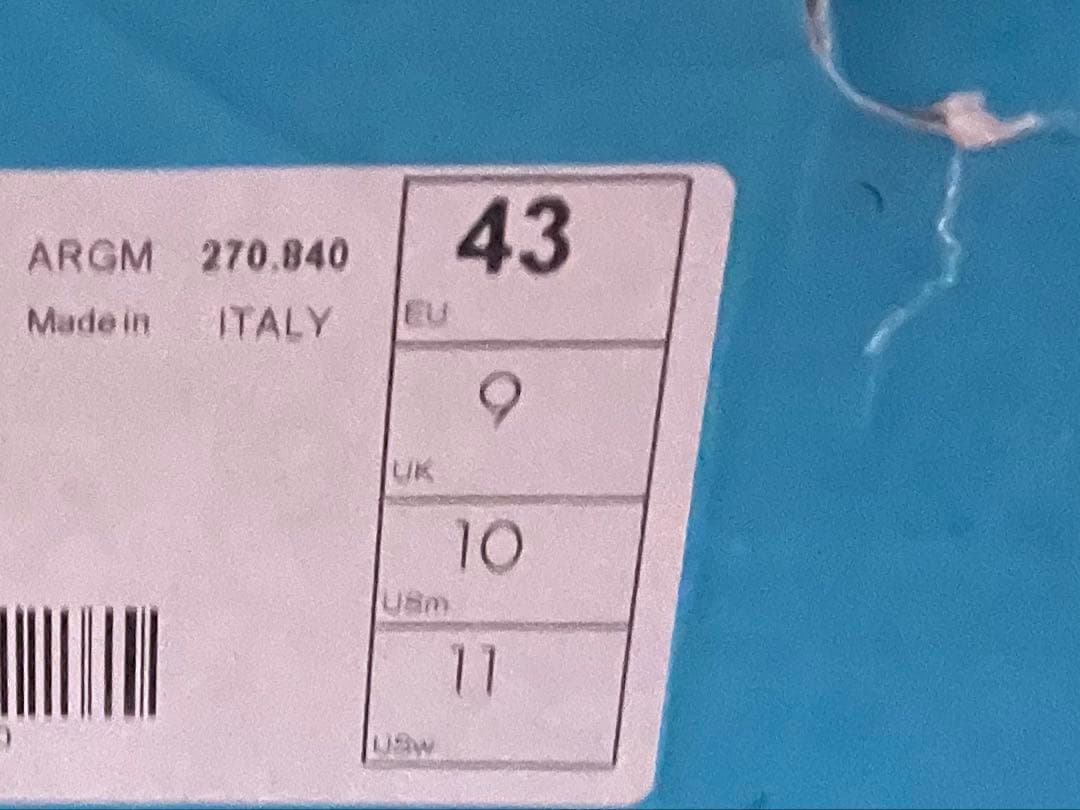 ARGM 270.840
Made in ITALY
43
EU
9
UK
10
USm
11
USw